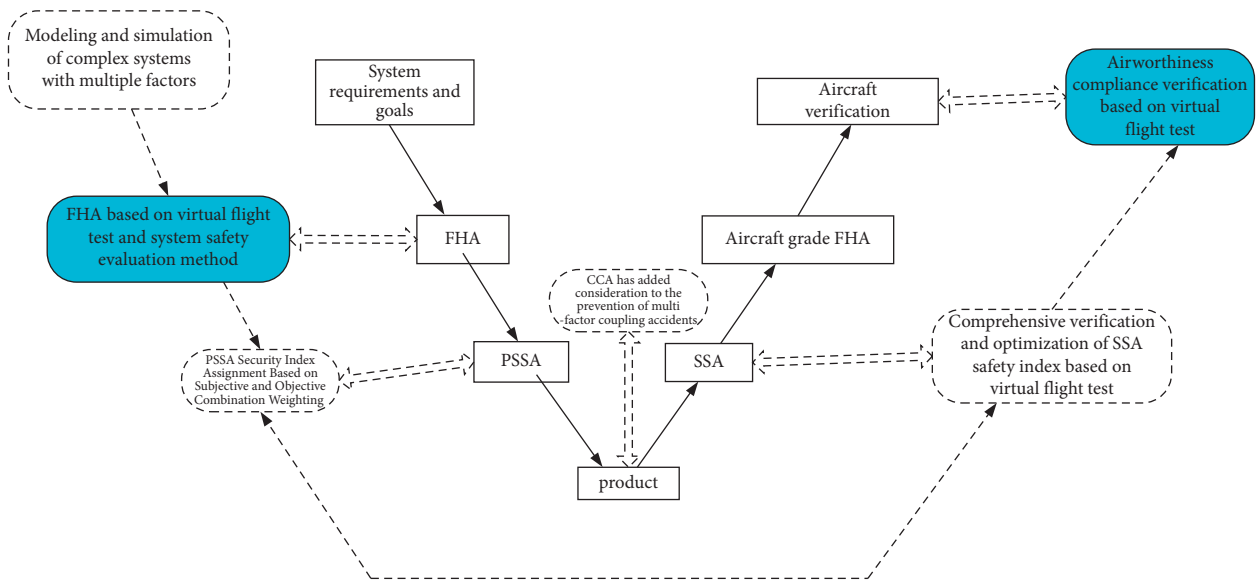 Modeling and simulation
of complex systems
with multiple factors
System
requirements and
goals
Aircraft
verification
Airworthiness
compliance verification
based on virtual
flight test
FHA based on virtual flight
test and system safety
evaluation method
FHA
Aircraft grade FHA
CCA has added
consideration to the
prevention of multi
-factor coupling accidents
PSSA Security Index
Assignment Based on
Subjective and Objective
Combination Weighting
PSSA
SSA
Comprehensive verification
and optimization of SSA
safety index based on
virtual flight test
product